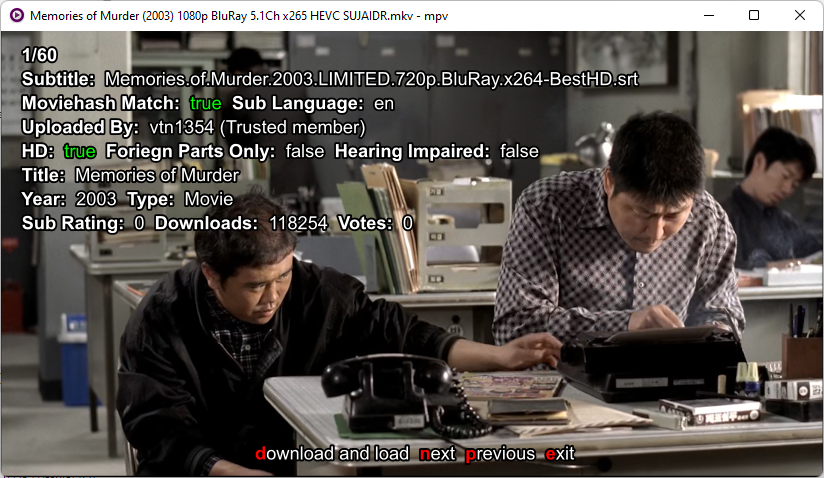 Memories of Murder (2003) 1080p BluRay 5.1Ch x265 HEVC SUJAIDR.mkv - mpv
1/60
Subtitle: Memories.of.Murder.2003.LIMITED.720p.BluRay.x264-BestHD.srt
Moviehash Match: true Sub Language: en
Uploaded By: vtn1354 (Trusted member)
HD: true Foriegn Parts Only: false Hearing Impaired: false
Title: Memories of Murder
Year: 2003 Type: Movie
Sub Rating: 0 Downloads: 118254 Votes: 0
download and load next previous exit